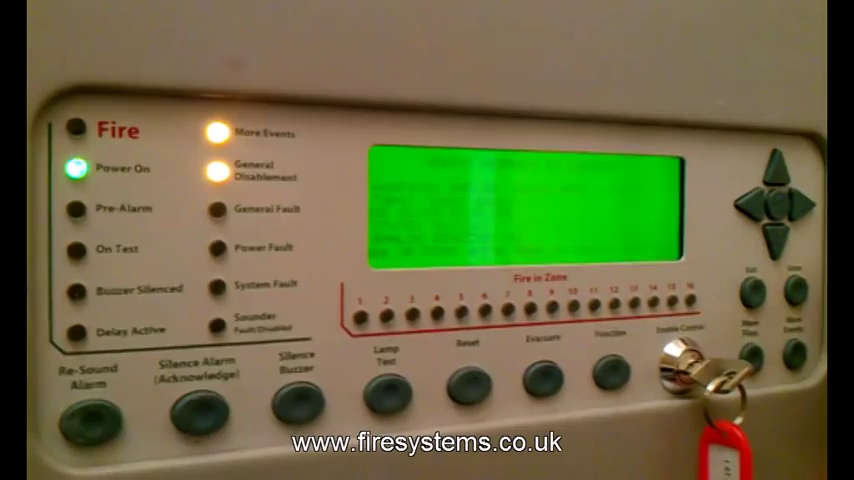 Fire
Power On
Pre-Alarm
On Test
Buzzer Silenced
Delay Active
More Events
General
Disablement
General Fault
Power Fault
System Fault
Sounder
Fault/Disabled
Fire in Zone
1 2 3 4 5 6 7 8 9 10 11 12 13 14 15 16
Re-Sound
Alarm
Silence Alarm
(Acknowledge)
Silence
Buzzer
Lamp
Test
Reset
Evacuate
Function
Enable Control
Exit
More
Events
www.firesystems.co.uk